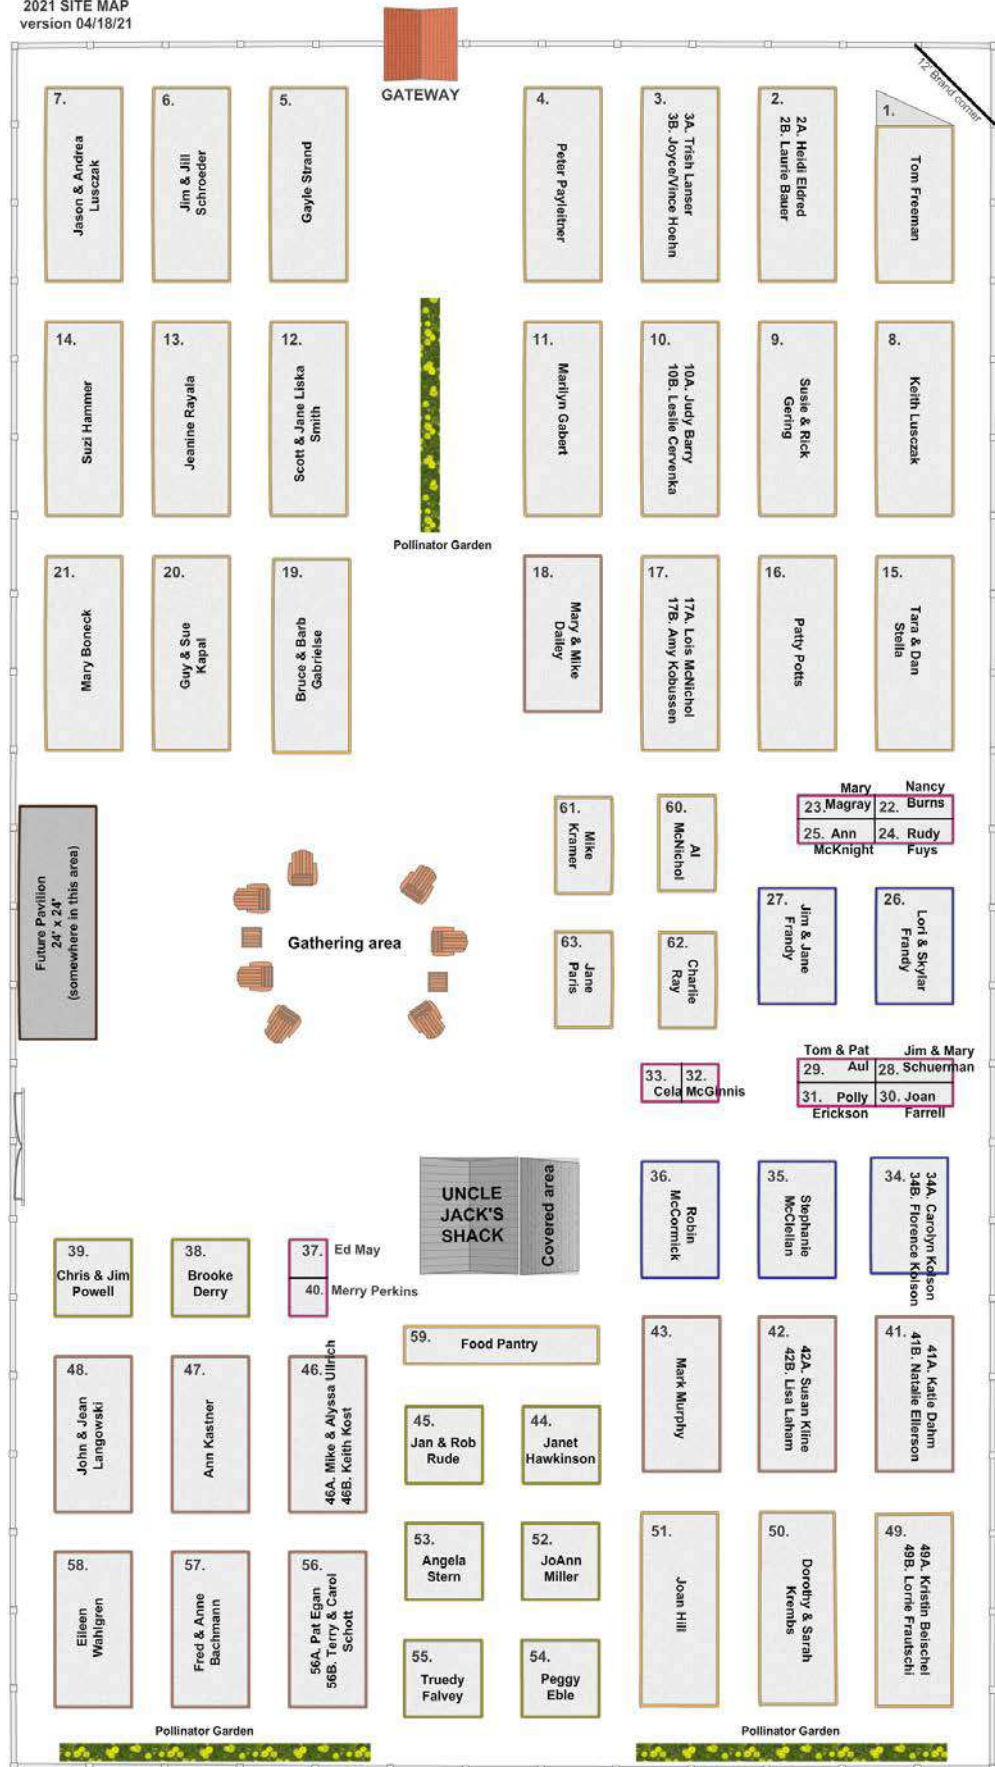 2021 SITE MAP
version 04/18/21
GATEWAY
12' Brand corner
7.
Jason & Andrea
Lusczak
6.
Jim & Jill
Schroeder
5.
Gayle Strand
4.
Peter Payleitner
3.
3A. Trish Lanser
3B. Joyce/Vince Hoehn
2.
2A. Heidi Eldred
2B. Laurie Bauer
1.
Tom Freeman
14.
Suzi Hammer
13.
Jeanine Rayala
12.
Scott & Jane Liska
Smith
11.
Marilyn Gabert
10.
10A. Judy Barry
10B. Leslie Cervenka
9.
Susie & Rick
Gering
8.
Keith Lusczak
Pollinator Garden
21.
Mary Boneck
20.
Guy & Sue
Kapal
19.
Bruce & Barb
Gabrielse
18.
Mary & Mike
Dailey
17.
17A. Lois McNichol
17B. Amy Kobussen
16.
Patty Potts
15.
Tara & Dan
Stella
Future Pavilion
24' x 24'
(somewhere in this area)
Gathering area
61.
Mike
Kramer
60.
Al
McNichol
Mary
23. Magray
Nancy
22. Burns
25. Ann
McKnight
24. Rudy
Fuys
63.
Jane
Paris
62.
Charlie
Ray
27.
Jim & Jane
Frandy
26.
Lori & Skylar
Frandy
33. 32.
Cela McGinnis
Tom & Pat
29. Aul
Jim & Mary
28. Schuerman
31. Polly
Erickson
30. Joan
Farrell
UNCLE
JACK'S
SHACK
Covered area
36.
Robin
McCormick
35.
Stephanie
McClellan
34.
34A. Carolyn Kolson
34B. Florence Kolson
39.
Chris & Jim
Powell
38.
Brooke
Derry
37. Ed May
40. Merry Perkins
59. Food Pantry
43.
Mark Murphy
42.
42A. Susan Kline
42B. Lisa Laham
41.
41A. Katie Dahm
41B. Natalie Ellerson
48.
John & Jean
Langowski
47.
Ann Kastner
46.
46A. Mike & Alyssa Ullrich
46B. Keith Kost
45.
Jan & Rob
Rude
44.
Janet
Hawkinson
58.
Eileen
Wahlgren
57.
Fred & Anne
Bachmann
56.
56A. Pat Egan
56B. Terry & Carol
Schott
53.
Angela
Stern
52.
JoAnn
Miller
51.
Joan Hill
50.
Dorothy & Sarah
Krembs
49.
49A. Kristin Beischel
49B. Lorrie Frautschi
55.
Truedy
Falvey
54.
Peggy
Eble
Pollinator Garden
Pollinator Garden